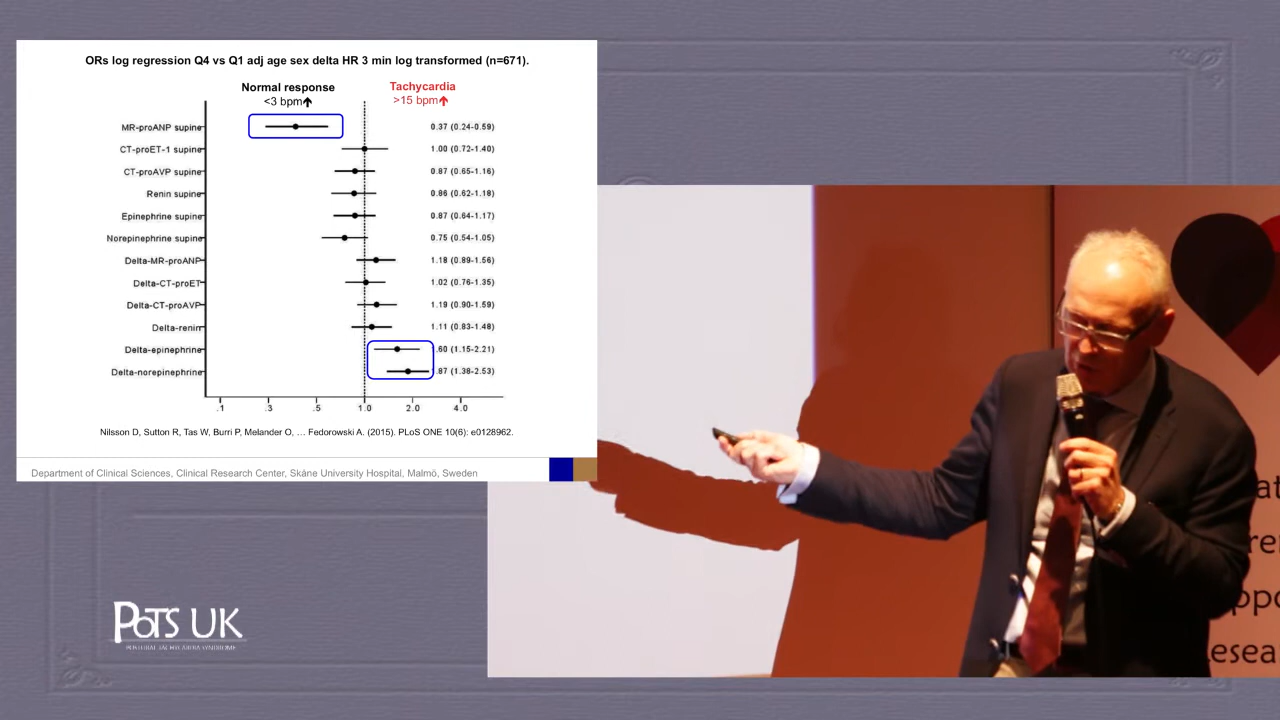 ORs log regression Q4 vs Q1 adj age sex delta HR 3 min log transformed (n=671).
Normal response
<3 bpm↑
Tachycardia
>15 bpm↑
MR-proANP supine 0.37 (0.24-0.59)
CT-proET-1 supine 1.00 (0.72-1.40)
CT-proAVP supine 0.87 (0.65-1.16)
Renin supine 0.86 (0.62-1.18)
Epinephrine supine 0.87 (0.64-1.17)
Norepinephrine supine 0.75 (0.54-1.05)
Delta-MR-proANP 1.18 (0.89-1.56)
Delta-CT-proET 1.02 (0.76-1.35)
Delta-CT-proAVP 1.19 (0.90-1.59)
Delta-renin 1.11 (0.83-1.48)
Delta-epinephrine .60 (1.15-2.21)
Delta-norepinephrine .87 (1.38-2.53)
.1 .3 .5 1.0 2.0 4.0
Nilsson D, Sutton R, Tas W, Burri P, Melander O, … Fedorowski A. (2015). PLoS ONE 10(6): e0128962.
Department of Clinical Sciences, Clinical Research Center, Skåne University Hospital, Malmö, Sweden
PoTS UK
POSTURAL TACHYCARDIA SYNDROME